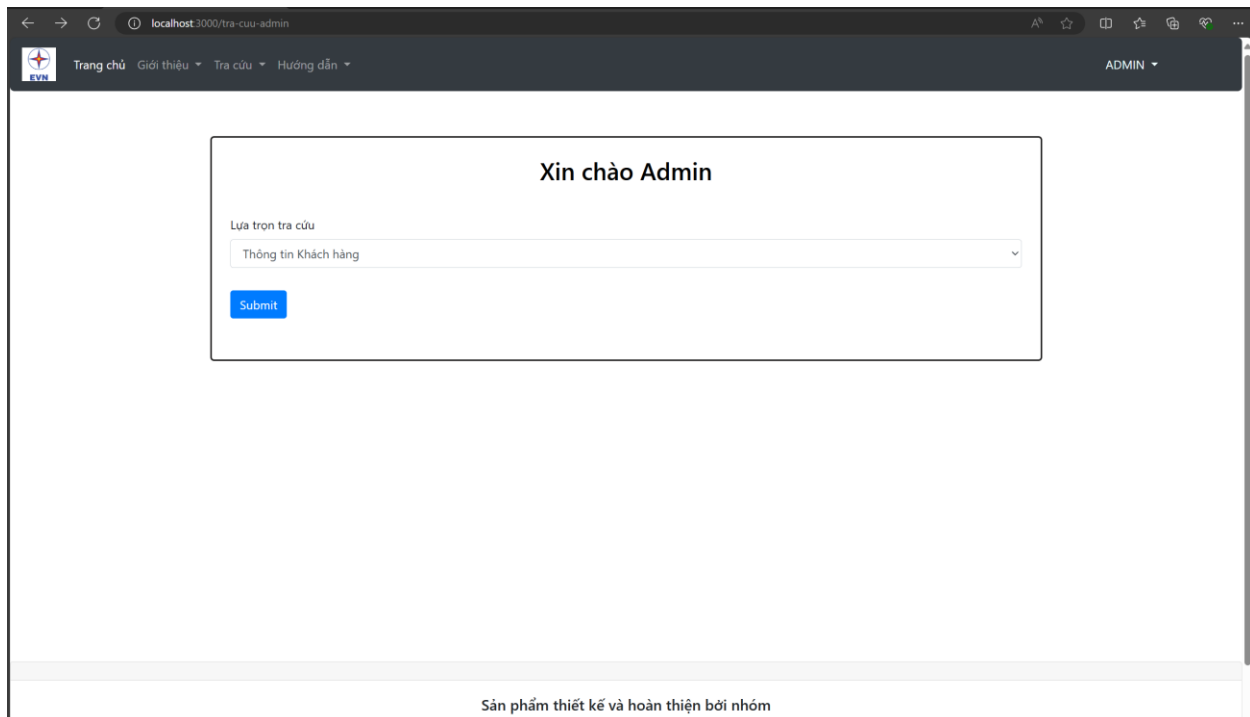 localhost:3000/tra-cuu-admin
EVN
Trang chủ Giới thiệu Tra cứu Hướng dẫn ADMIN
Xin chào Admin
Lựa trọn tra cứu
Thông tin Khách hàng
Submit
Sản phẩm thiết kế và hoàn thiện bởi nhóm